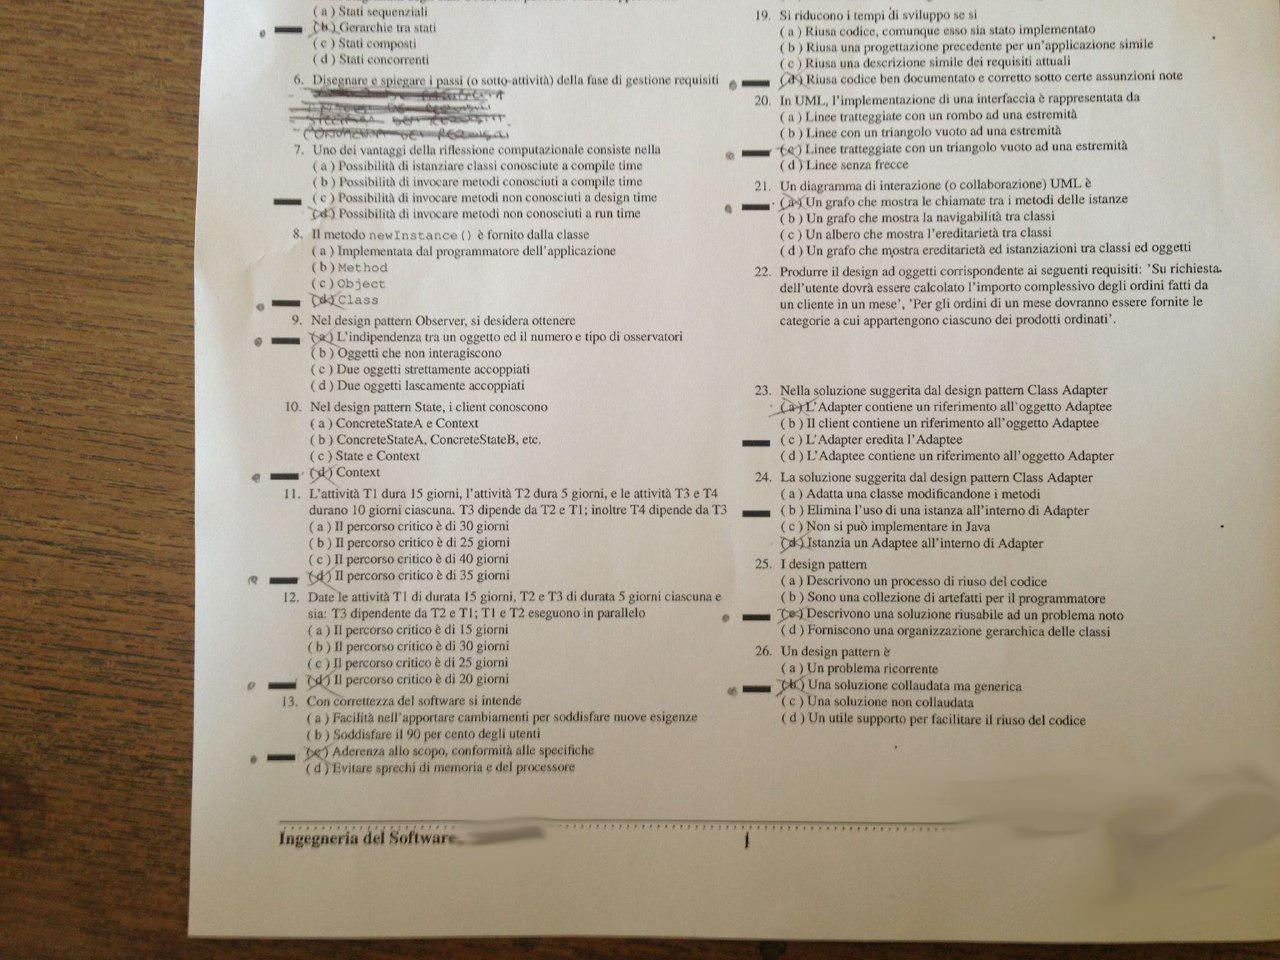 ( a ) Stati sequenziali
( b ) Gerarchie tra stati
( c ) Stati composti
( d ) Stati concorrenti
6. Disegnare e spiegare i passi (o sotto-attività) della fase di gestione requisiti
7. Uno dei vantaggi della riflessione computazionale consiste nella
( a ) Possibilità di istanziare classi conosciute a compile time
( b ) Possibilità di invocare metodi conosciuti a compile time
( c ) Possibilità di invocare metodi non conosciuti a design time
( d ) Possibilità di invocare metodi non conosciuti a run time
8. Il metodo newInstance() è fornito dalla classe
( a ) Implementata dal programmatore dell'applicazione
( b ) Method
( c ) Object
( d ) Class
9. Nel design pattern Observer, si desidera ottenere
( a ) L'indipendenza tra un oggetto ed il numero e tipo di osservatori
( b ) Oggetti che non interagiscono
( c ) Due oggetti strettamente accoppiati
( d ) Due oggetti lascamente accoppiati
10. Nel design pattern State, i client conoscono
( a ) ConcreteStateA e Context
( b ) ConcreteStateA, ConcreteStateB, etc.
( c ) State e Context
( d ) Context
11. L'attività T1 dura 15 giorni, l'attività T2 dura 5 giorni, e le attività T3 e T4
durano 10 giorni ciascuna. T3 dipende da T2 e T1; inoltre T4 dipende da T3
( a ) Il percorso critico è di 30 giorni
( b ) Il percorso critico è di 25 giorni
( c ) Il percorso critico è di 40 giorni
( d ) Il percorso critico è di 35 giorni
12. Date le attività T1 di durata 15 giorni, T2 e T3 di durata 5 giorni ciascuna e
sia: T3 dipendente da T2 e T1; T1 e T2 eseguono in parallelo
( a ) Il percorso critico è di 15 giorni
( b ) Il percorso critico è di 30 giorni
( c ) Il percorso critico è di 25 giorni
( d ) Il percorso critico è di 20 giorni
13. Con correttezza del software si intende
( a ) Facilità nell'apportare cambiamenti per soddisfare nuove esigenze
( b ) Soddisfare il 90 per cento degli utenti
( c ) Aderenza allo scopo, conformità alle specifiche
( d ) Evitare sprechi di memoria e del processore
19. Si riducono i tempi di sviluppo se si
( a ) Riusa codice, comunque esso sia stato implementato
( b ) Riusa una progettazione precedente per un'applicazione simile
( c ) Riusa una descrizione simile dei requisiti attuali
( d ) Riusa codice ben documentato e corretto sotto certe assunzioni note
20. In UML, l'implementazione di una interfaccia è rappresentata da
( a ) Linee tratteggiate con un rombo ad una estremità
( b ) Linee con un triangolo vuoto ad una estremità
( c ) Linee tratteggiate con un triangolo vuoto ad una estremità
( d ) Linee senza frecce
21. Un diagramma di interazione (o collaborazione) UML è
( a ) Un grafo che mostra le chiamate tra i metodi delle istanze
( b ) Un grafo che mostra la navigabilità tra classi
( c ) Un albero che mostra l'ereditarietà tra classi
( d ) Un grafo che mostra ereditarietà ed istanziazioni tra classi ed oggetti
22. Produrre il design ad oggetti corrispondente ai seguenti requisiti: 'Su richiesta
dell'utente dovrà essere calcolato l'importo complessivo degli ordini fatti da
un cliente in un mese', 'Per gli ordini di un mese dovranno essere fornite le
categorie a cui appartengono ciascuno dei prodotti ordinati'.
23. Nella soluzione suggerita dal design pattern Class Adapter
( a ) L'Adapter contiene un riferimento all'oggetto Adaptee
( b ) Il client contiene un riferimento all'oggetto Adaptee
( c ) L'Adapter eredita l'Adaptee
( d ) L'Adaptee contiene un riferimento all'oggetto Adapter
24. La soluzione suggerita dal design pattern Class Adapter
( a ) Adatta una classe modificandone i metodi
( b ) Elimina l'uso di una istanza all'interno di Adapter
( c ) Non si può implementare in Java
( d ) Istanzia un Adaptee all'interno di Adapter
25. I design pattern
( a ) Descrivono un processo di riuso del codice
( b ) Sono una collezione di artefatti per il programmatore
( c ) Descrivono una soluzione riusabile ad un problema noto
( d ) Forniscono una organizzazione gerarchica delle classi
26. Un design pattern è
( a ) Un problema ricorrente
( b ) Una soluzione collaudata ma generica
( c ) Una soluzione non collaudata
( d ) Un utile supporto per facilitare il riuso del codice
Ingegneria del Software
1